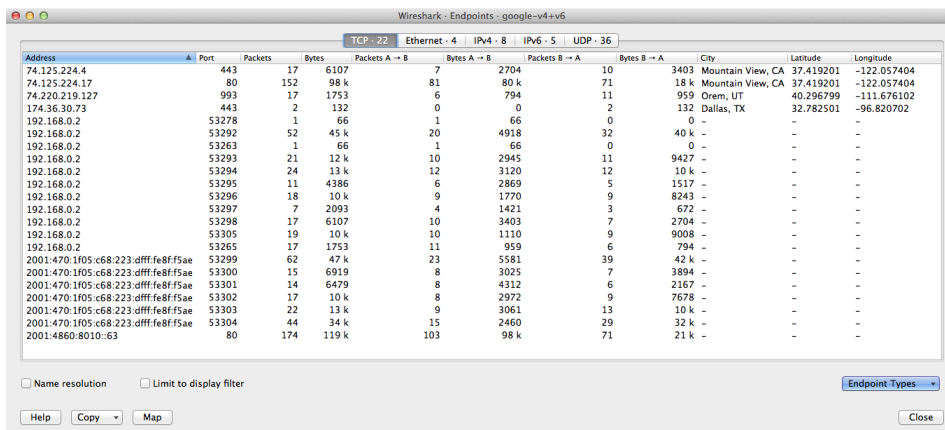 Wireshark · Endpoints · google-v4+v6
TCP · 22 Ethernet · 4 IPv4 · 8 IPv6 · 5 UDP · 36
Address Port Packets Bytes Packets A → B Bytes A → B Packets B → A Bytes B → A City Latitude Longitude
74.125.224.4 443 17 6107 7 2704 10 3403 Mountain View, CA 37.419201 -122.057404
74.125.224.17 80 152 98 k 81 80 k 71 18 k Mountain View, CA 37.419201 -122.057404
74.220.219.127 993 17 1753 6 794 11 959 Orem, UT 40.296799 -111.676102
174.36.30.73 443 2 132 0 0 2 132 Dallas, TX 32.782501 -96.820702
192.168.0.2 53278 1 66 1 66 0 0 - - -
192.168.0.2 53292 52 45 k 20 4918 32 40 k - - -
192.168.0.2 53263 1 66 1 66 0 0 - - -
192.168.0.2 53293 21 12 k 10 2945 11 9427 - - -
192.168.0.2 53294 24 13 k 12 3120 12 10 k - - -
192.168.0.2 53295 11 4386 6 2869 5 1517 - - -
192.168.0.2 53296 18 10 k 9 1770 9 8243 - - -
192.168.0.2 53297 7 2093 4 1421 3 672 - - -
192.168.0.2 53298 17 6107 10 3403 7 2704 - - -
192.168.0.2 53305 19 10 k 10 1110 9 9008 - - -
192.168.0.2 53265 17 1753 11 959 6 794 - - -
2001:470:1f05:c68:223:dfff:fe8f:f5ae 53299 62 47 k 23 5581 39 42 k - - -
2001:470:1f05:c68:223:dfff:fe8f:f5ae 53300 15 6919 8 3025 7 3894 - - -
2001:470:1f05:c68:223:dfff:fe8f:f5ae 53301 14 6479 8 4312 6 2167 - - -
2001:470:1f05:c68:223:dfff:fe8f:f5ae 53302 17 10 k 8 2972 9 7678 - - -
2001:470:1f05:c68:223:dfff:fe8f:f5ae 53303 22 13 k 9 3061 13 10 k - - -
2001:470:1f05:c68:223:dfff:fe8f:f5ae 53304 44 34 k 15 2460 29 32 k - - -
2001:4860:8010::63 80 174 119 k 103 98 k 71 21 k - - -
Name resolution Limit to display filter Endpoint Types
Help Copy Map Close